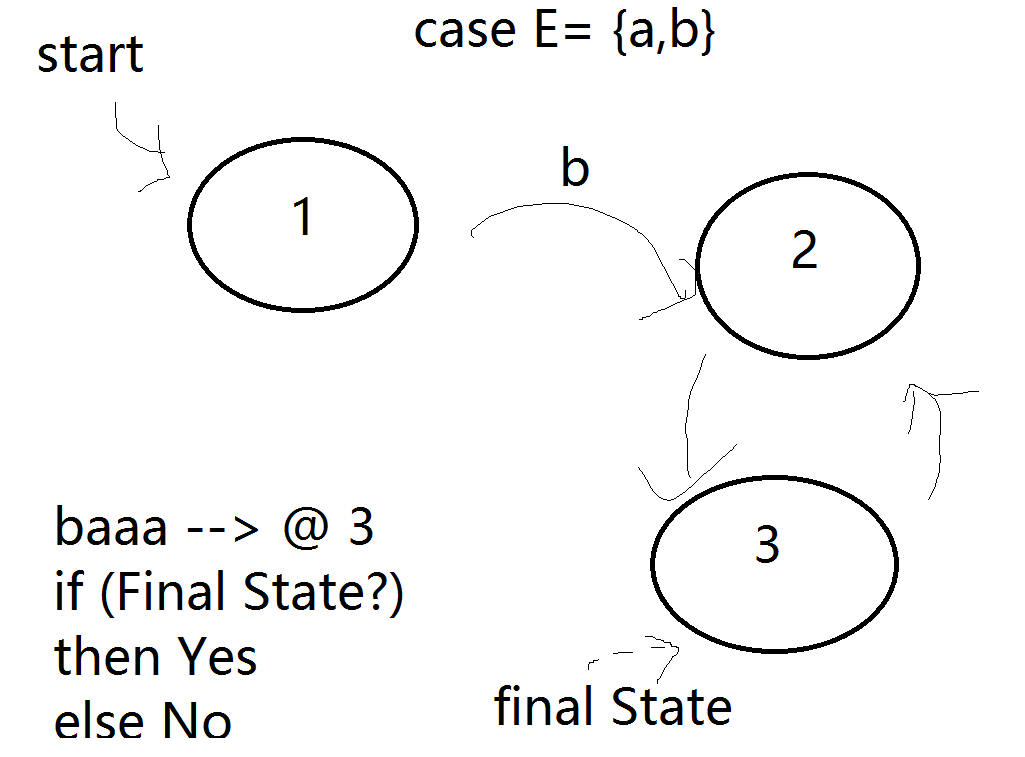 case E= {a,b}
start
b
1
2
3
baaa --> @ 3
if (Final State?)
then Yes
else No
final State